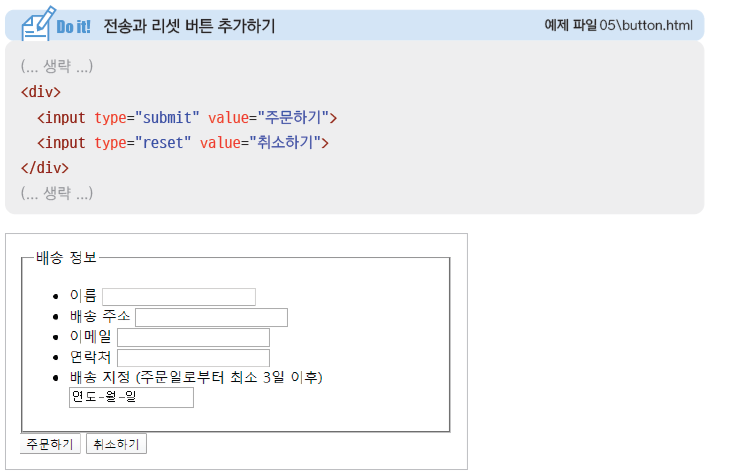 Do it! 전송과 리셋 버튼 추가하기 예제 파일 05\button.html
(... 생략 ...)
<div>
<input type="submit" value="주문하기">
<input type="reset" value="취소하기">
</div>
(... 생략 ...)
배송 정보
• 이름
• 배송 주소
• 이메일
• 연락처
• 배송 지정 (주문일로부터 최소 3일 이후)
연도-월-일
주문하기 취소하기